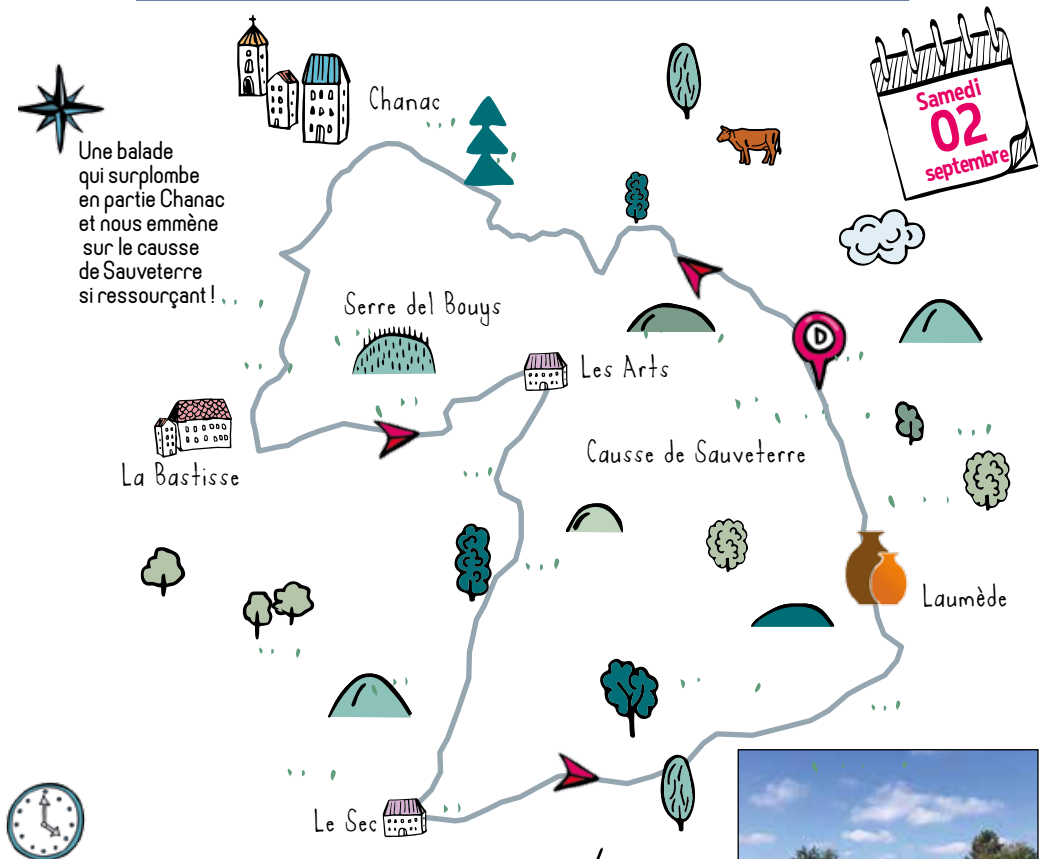 Chanac
Samedi
02
septembre
Une balade
qui surplombe
en partie Chanac
et nous emmène
sur le causse
de Sauveterre
si ressourçant !
Serre del Bouys
D
Les Arts
Causse de Sauveterre
La Bastisse
Laumède
Le Sec